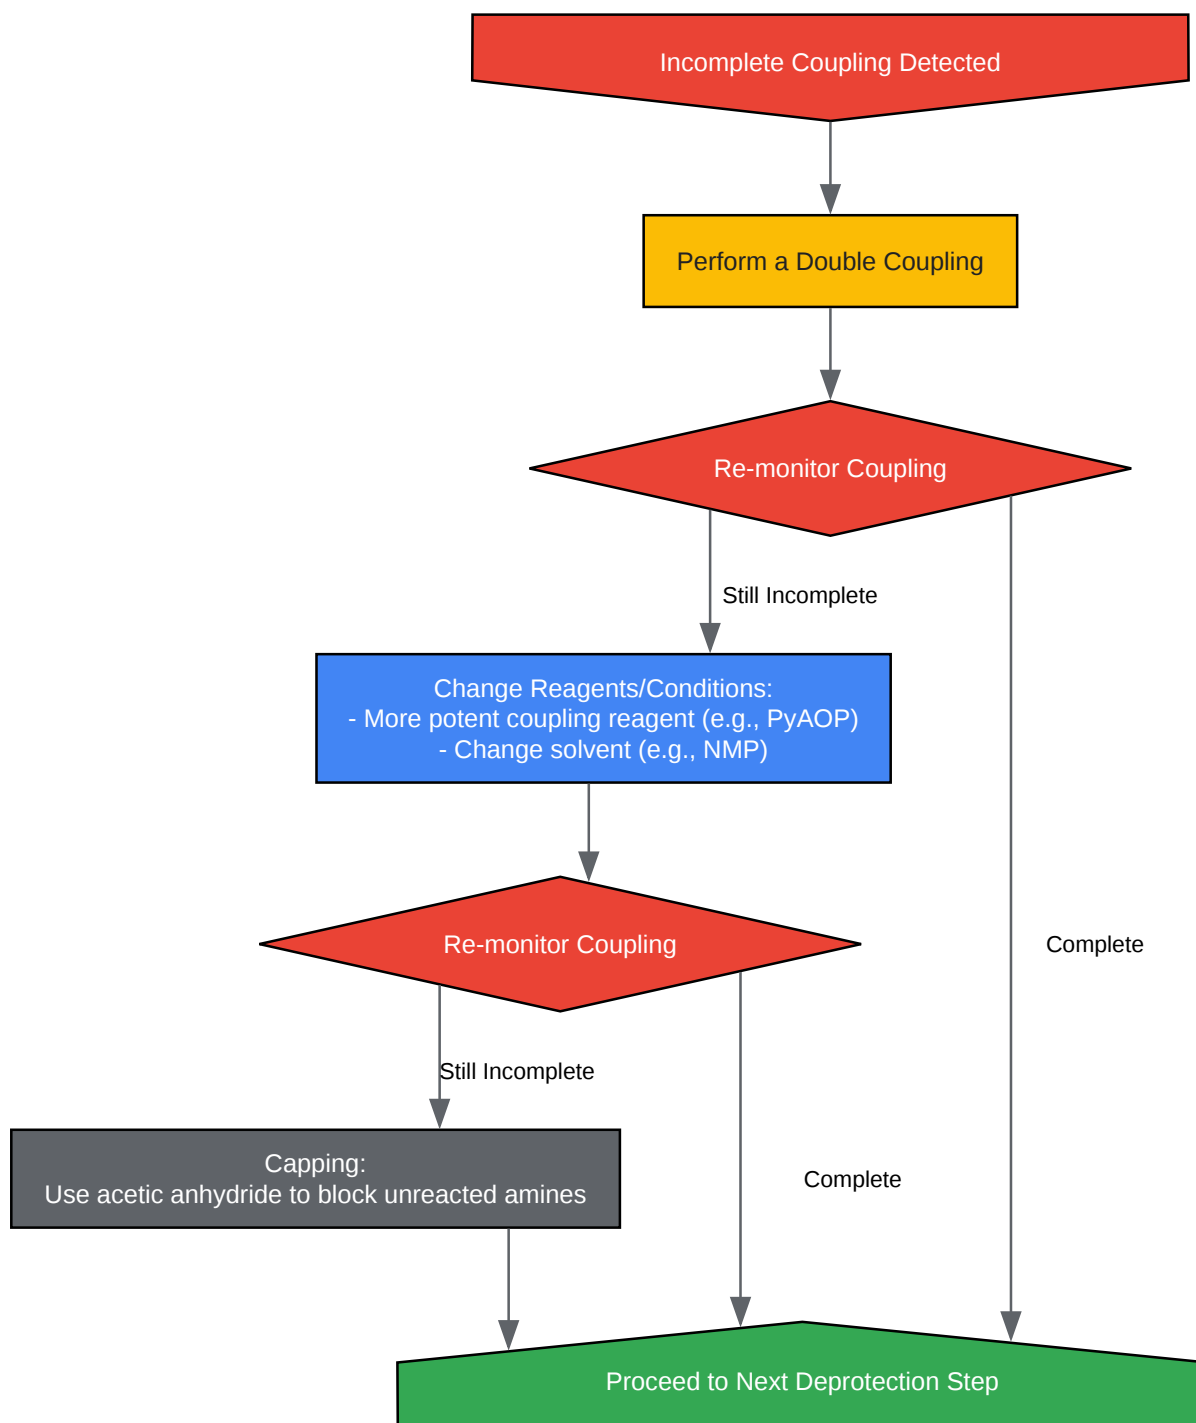 Incomplete Coupling Detected
Perform a Double Coupling
Re-monitor Coupling
Still Incomplete
Change Reagents/Conditions:
- More potent coupling reagent (e.g., PyAOP)
- Change solvent (e.g., NMP)
Re-monitor Coupling
Complete
Still Incomplete
Capping:
Use acetic anhydride to block unreacted amines
Complete
Proceed to Next Deprotection Step